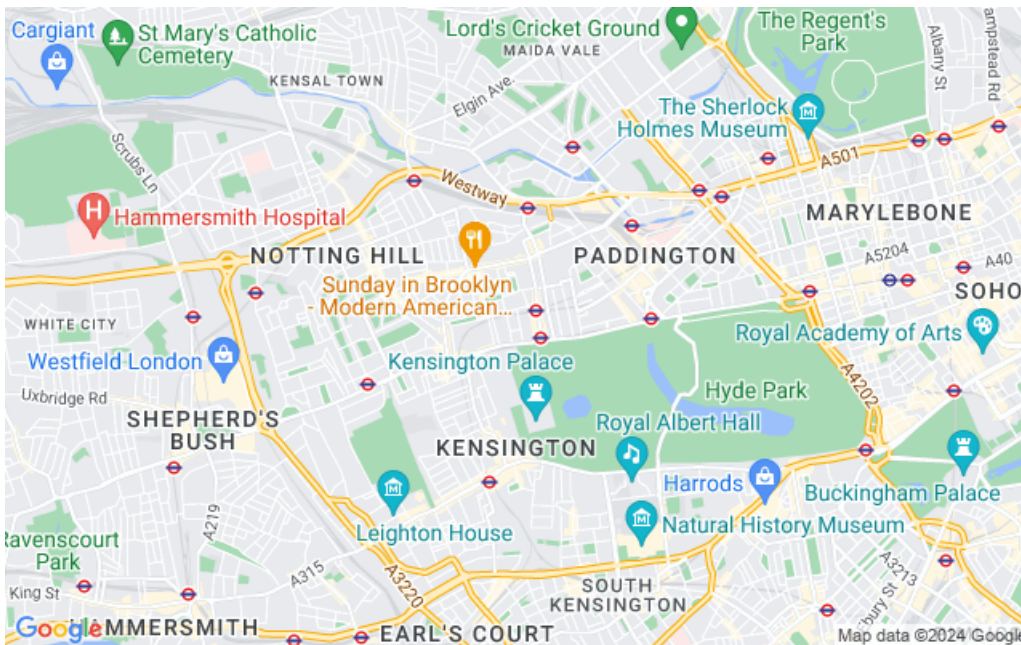 Cargiant
St Mary's Catholic
Cemetery
Lord's Cricket Ground
MAIDA VALE
The Regent's
Park
Albany St
ampstead Rd
KENSAL TOWN
Elgin Ave.
The Sherlock
Holmes Museum
Scrubs Ln
A501
Westway
Hammersmith Hospital
MARYLEBONE
NOTTING HILL
PADDINGTON
A5204
A40
Sunday in Brooklyn
- Modern American...
SOHO
WHITE CITY
Royal Academy of Arts
Westfield London
Kensington Palace
Uxbridge Rd
Hyde Park
A4202
SHEPHERD'S
BUSH
Royal Albert Hall
KENSINGTON
Harrods
Buckingham Palace
A219
Leighton House
Natural History Museum
Ravenscourt
Park
A315
A3220
SOUTH
KENSINGTON
A3213
bury St
King St
Google
HAMMERSMITH
EARL'S COURT
Map data ©2024 Google